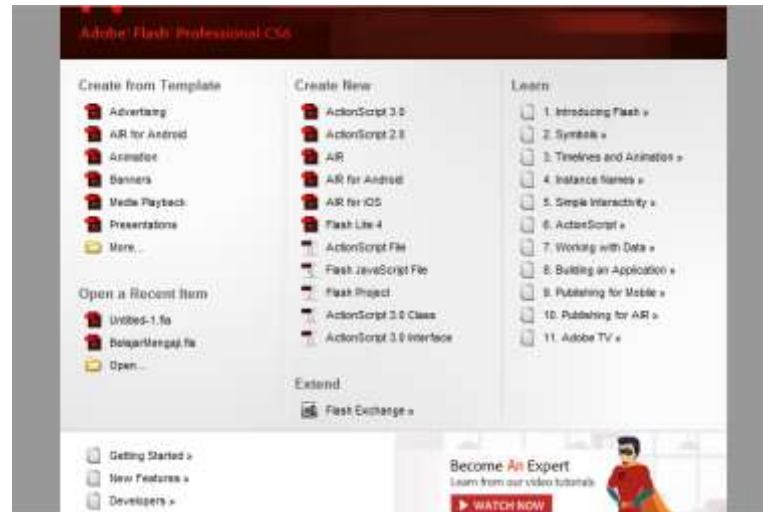 Adobe Flash Professional CS6
Create from Template
Advertising
AIR for Android
Animation
Banners
Media Playback
Presentations
More...
Open a Recent Item
Untitled-1.fla
BelajarMengaji.fla
Open...
Create New
ActionScript 3.0
ActionScript 2.0
AIR
AIR for Android
AIR for iOS
Flash Lite 4
ActionScript File
Flash JavaScript File
Flash Project
ActionScript 3.0 Class
ActionScript 3.0 Interface
Extend
Flash Exchange »
Learn
1. Introducing Flash »
2. Symbols »
3. Timelines and Animation »
4. Instance Names »
5. Simple Interactivity »
6. ActionScript »
7. Working with Data »
8. Building an Application »
9. Publishing for Mobile »
10. Publishing for AIR »
11. Adobe TV »
Getting Started »
New Features »
Developers »
Become An Expert
Learn from our video tutorials
WATCH NOW